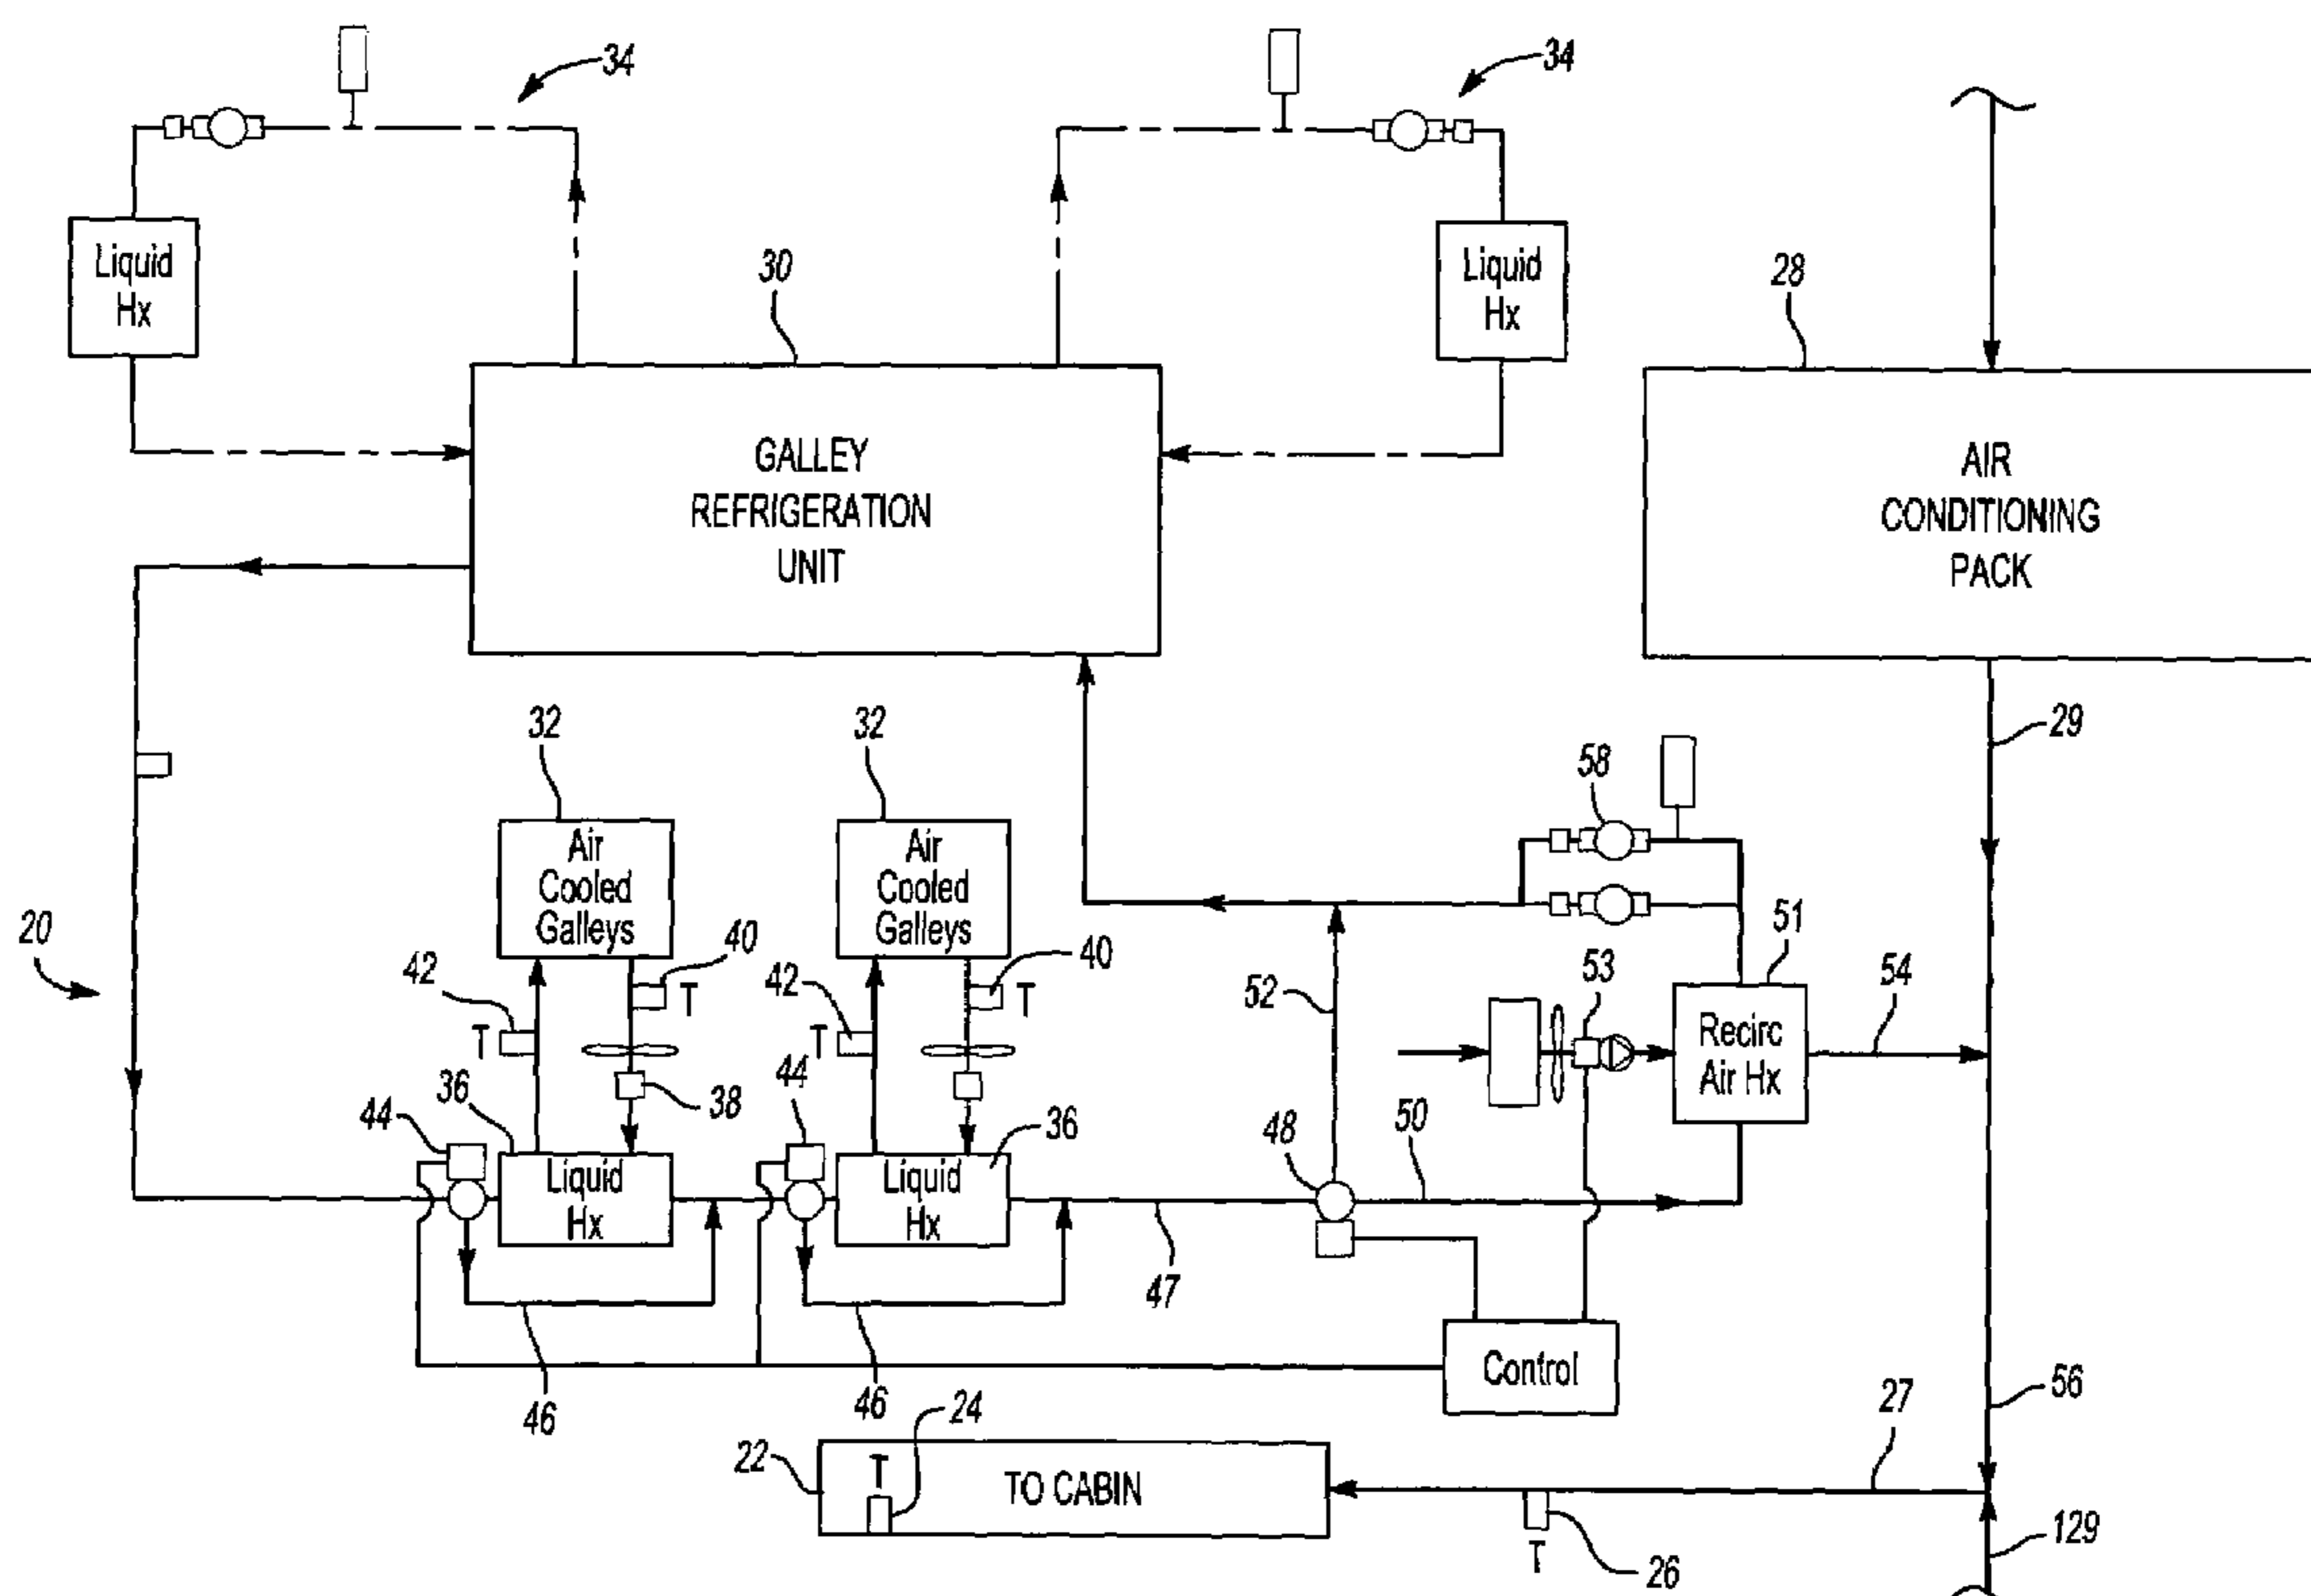 34
34
Liquid
Hx
30
Liquid
Hx
28
GALLEY
REFRIGERATION
UNIT
AIR
CONDITIONING
PACK
29
32
32
58
Air
Cooled
Galleys
Air
Cooled
Galleys
20
42
40
T
T
42
40
T
T
52
53
51
54
Recirc
Air Hx
44
36
38
44
36
48
50
Liquid
Hx
Liquid
Hx
47
46
46
Control
56
27
24
22
T
TO CABIN
26
T
129